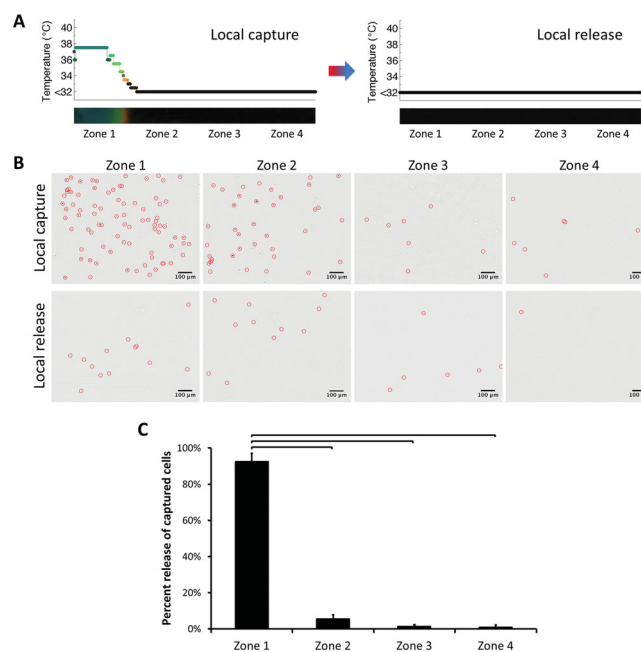 A
Local capture
Local release
Temperature (°C)
40
38
36
34
<32
Zone 1 Zone 2 Zone 3 Zone 4
Temperature (°C)
40
38
36
34
<32
Zone 1 Zone 2 Zone 3 Zone 4
B
Zone 1 Zone 2 Zone 3 Zone 4
Local capture
100 μm 100 μm 100 μm 100 μm
Local release
100 μm 100 μm 100 μm 100 μm
C
Percent release of captured cells
100%
80%
60%
40%
20%
0%
Zone 1 Zone 2 Zone 3 Zone 4